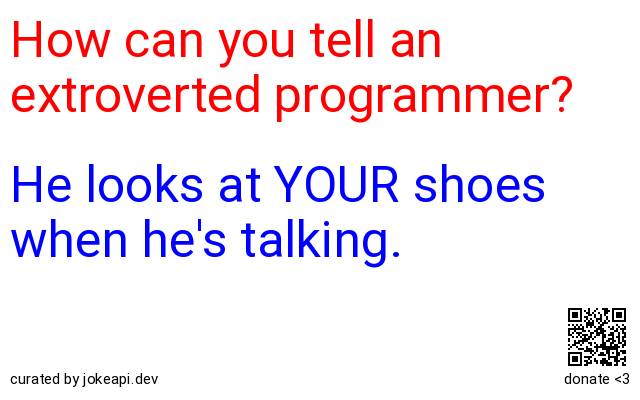 How can you tell an
extroverted programmer?
He looks at YOUR shoes
when he's talking.
curated by jokeapi.dev
donate <3